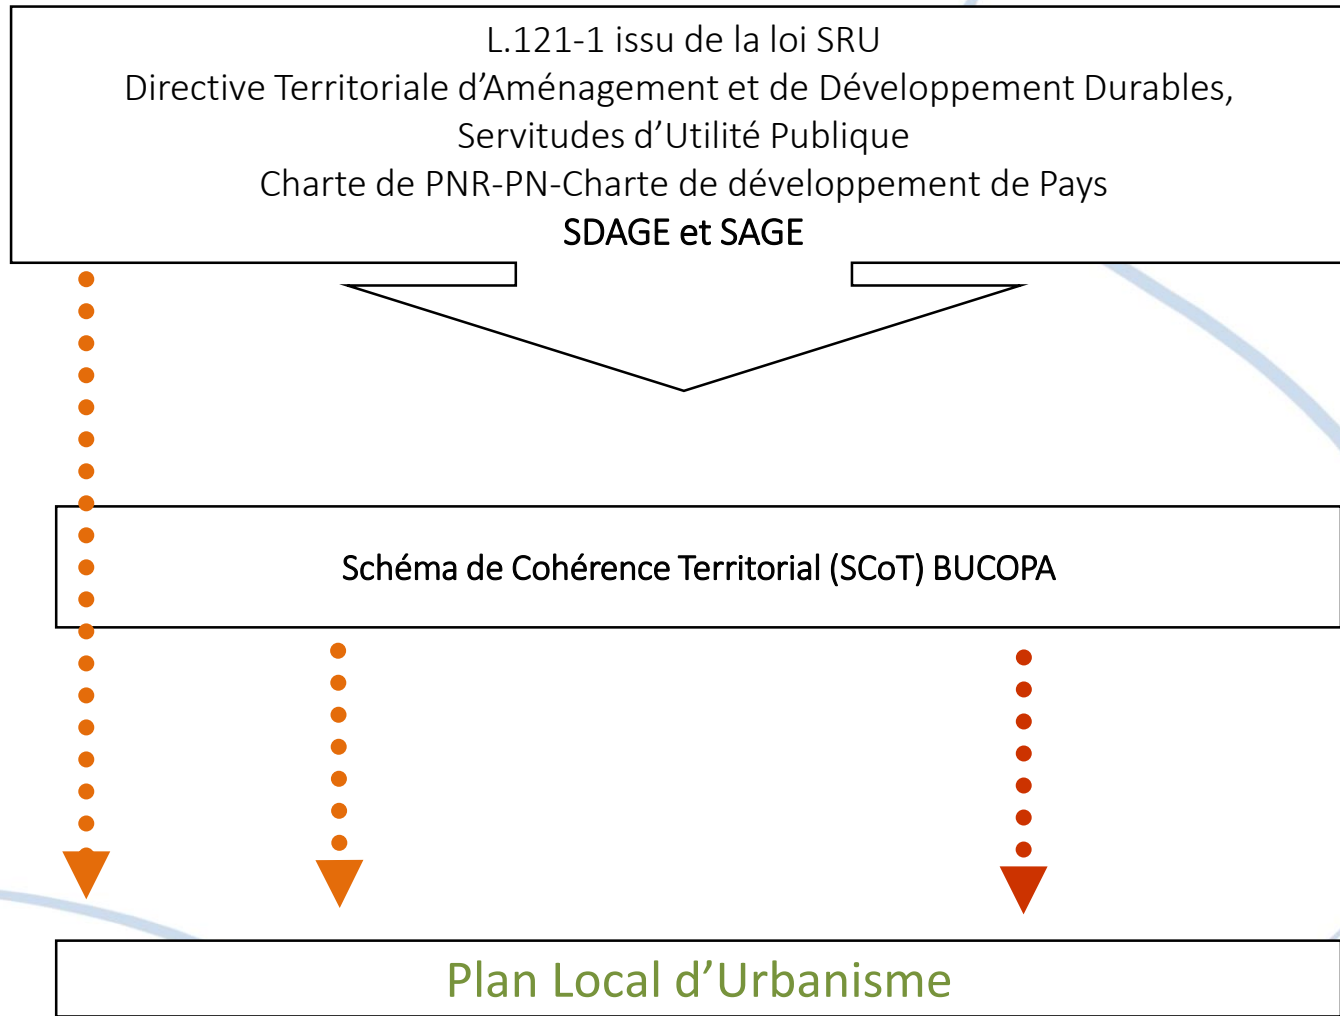 L.121-1 issu de la loi SRU
Directive Territoriale d’Aménagement et de Développement Durables,
Servitudes d’Utilité Publique
Charte de PNR-PN-Charte de développement de Pays
SDAGE et SAGE
Schéma de Cohérence Territorial (SCoT) BUCOPA
Plan Local d’Urbanisme